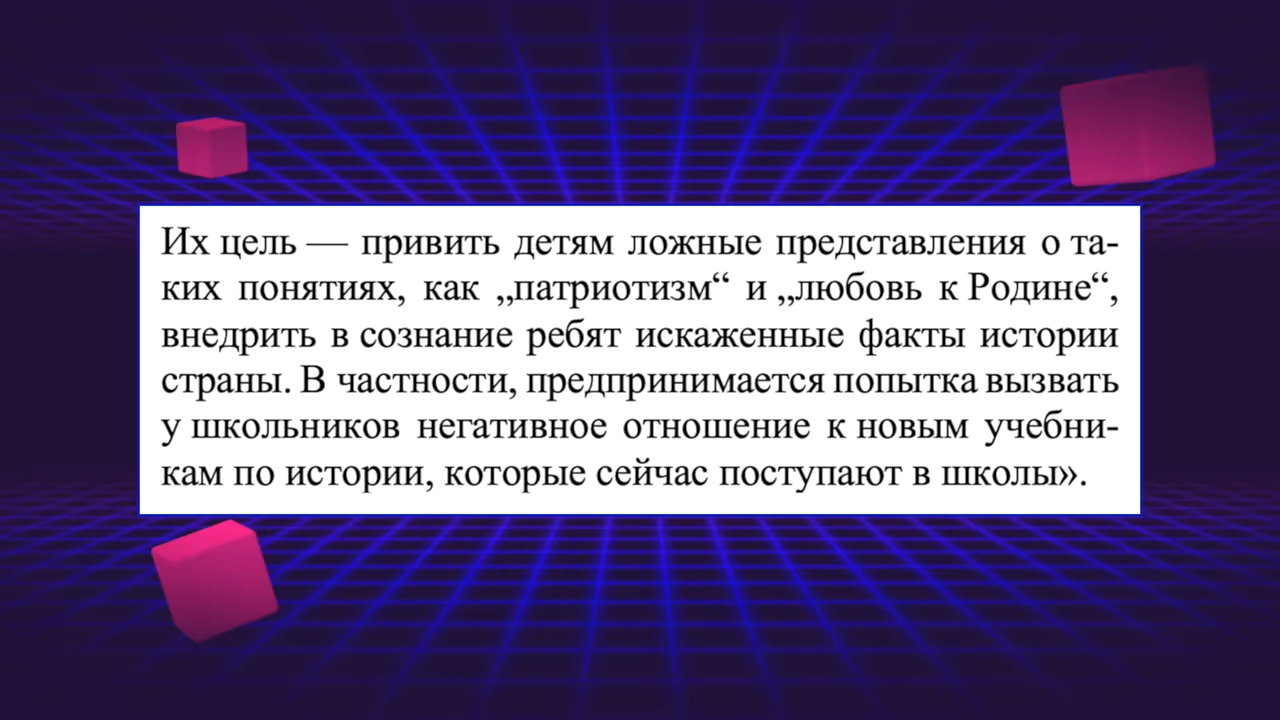 Их цель — привить детям ложные представления о та-
ких понятиях, как „патриотизм“ и „любовь к Родине“,
внедрить в сознание ребят искаженные факты истории
страны. В частности, предпринимается попытка вызвать
у школьников негативное отношение к новым учебни-
кам по истории, которые сейчас поступают в школы».